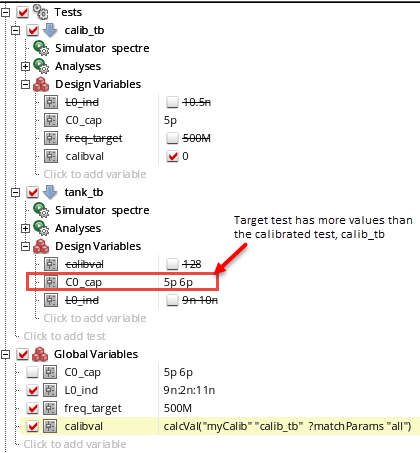 Tests
calib_tb
Simulator spectre
Analyses
Design Variables
L0_ind 10.5n
C0_cap 5p
freq_target 500M
calibval 0
Click to add variable
tank_tb
Simulator spectre
Analyses
Design Variables
calibval 128
C0_cap 5p 6p
L0_ind 9n 10n
Click to add variable
Click to add test
Target test has more values than
the calibrated test, calib_tb
Global Variables
C0_cap 5p 6p
L0_ind 9n:2n:11n
freq_target 500M
calibval calcVal("myCalib" "calib_tb" ?matchParams "all")
Click to add variable